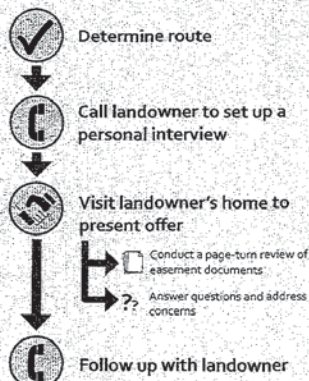 Determine route
Call landowner to set up a
personal interview
Visit landowner's home to
present offer
Conduct a page-turn review of
easement documents
?? Answer questions and address
concerns
Follow up with landowner